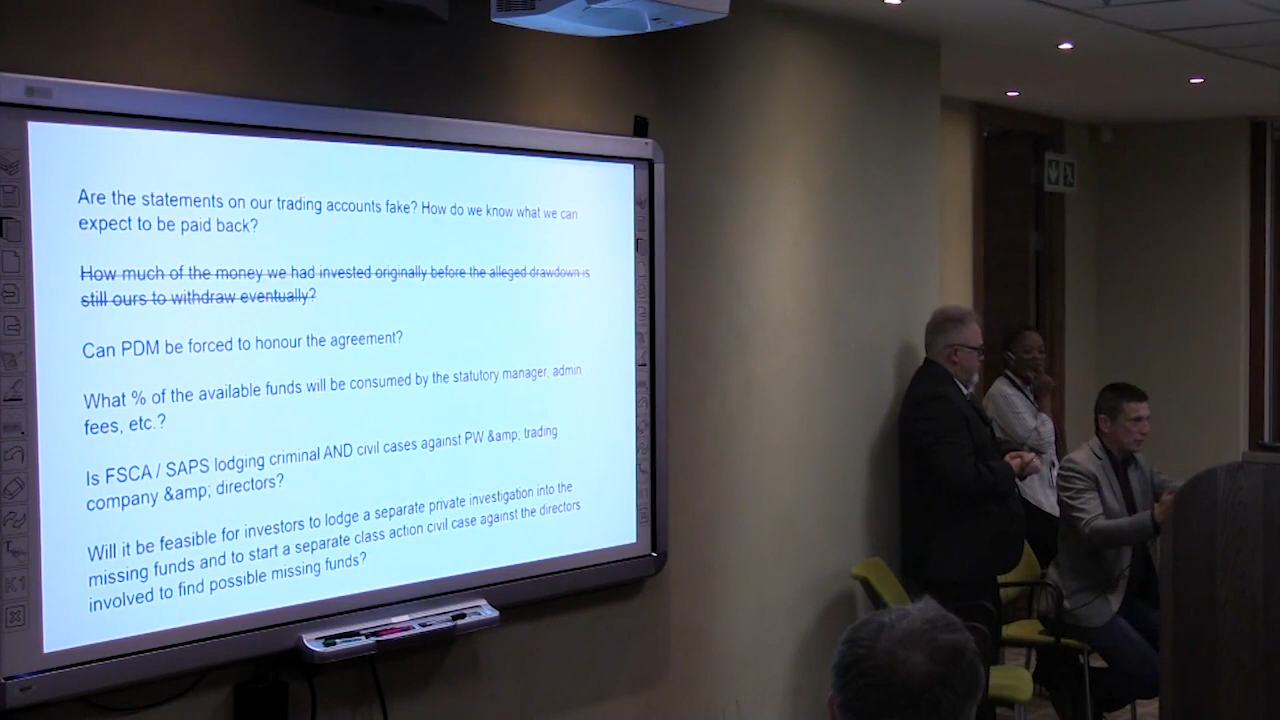 Are the statements on our trading accounts fake? How do we know what we can
expect to be paid back?
How much of the money we had invested originally before the alleged drawdown is
still ours to withdraw eventually?
Can PDM be forced to honour the agreement?
What % of the available funds will be consumed by the statutory manager, admin
fees, etc.?
Is FSCA / SAPS lodging criminal AND civil cases against PW &amp; trading
company &amp; directors?
Will it be feasible for investors to lodge a separate private investigation into the
missing funds and to start a separate class action civil case against the directors
involved to find possible missing funds?